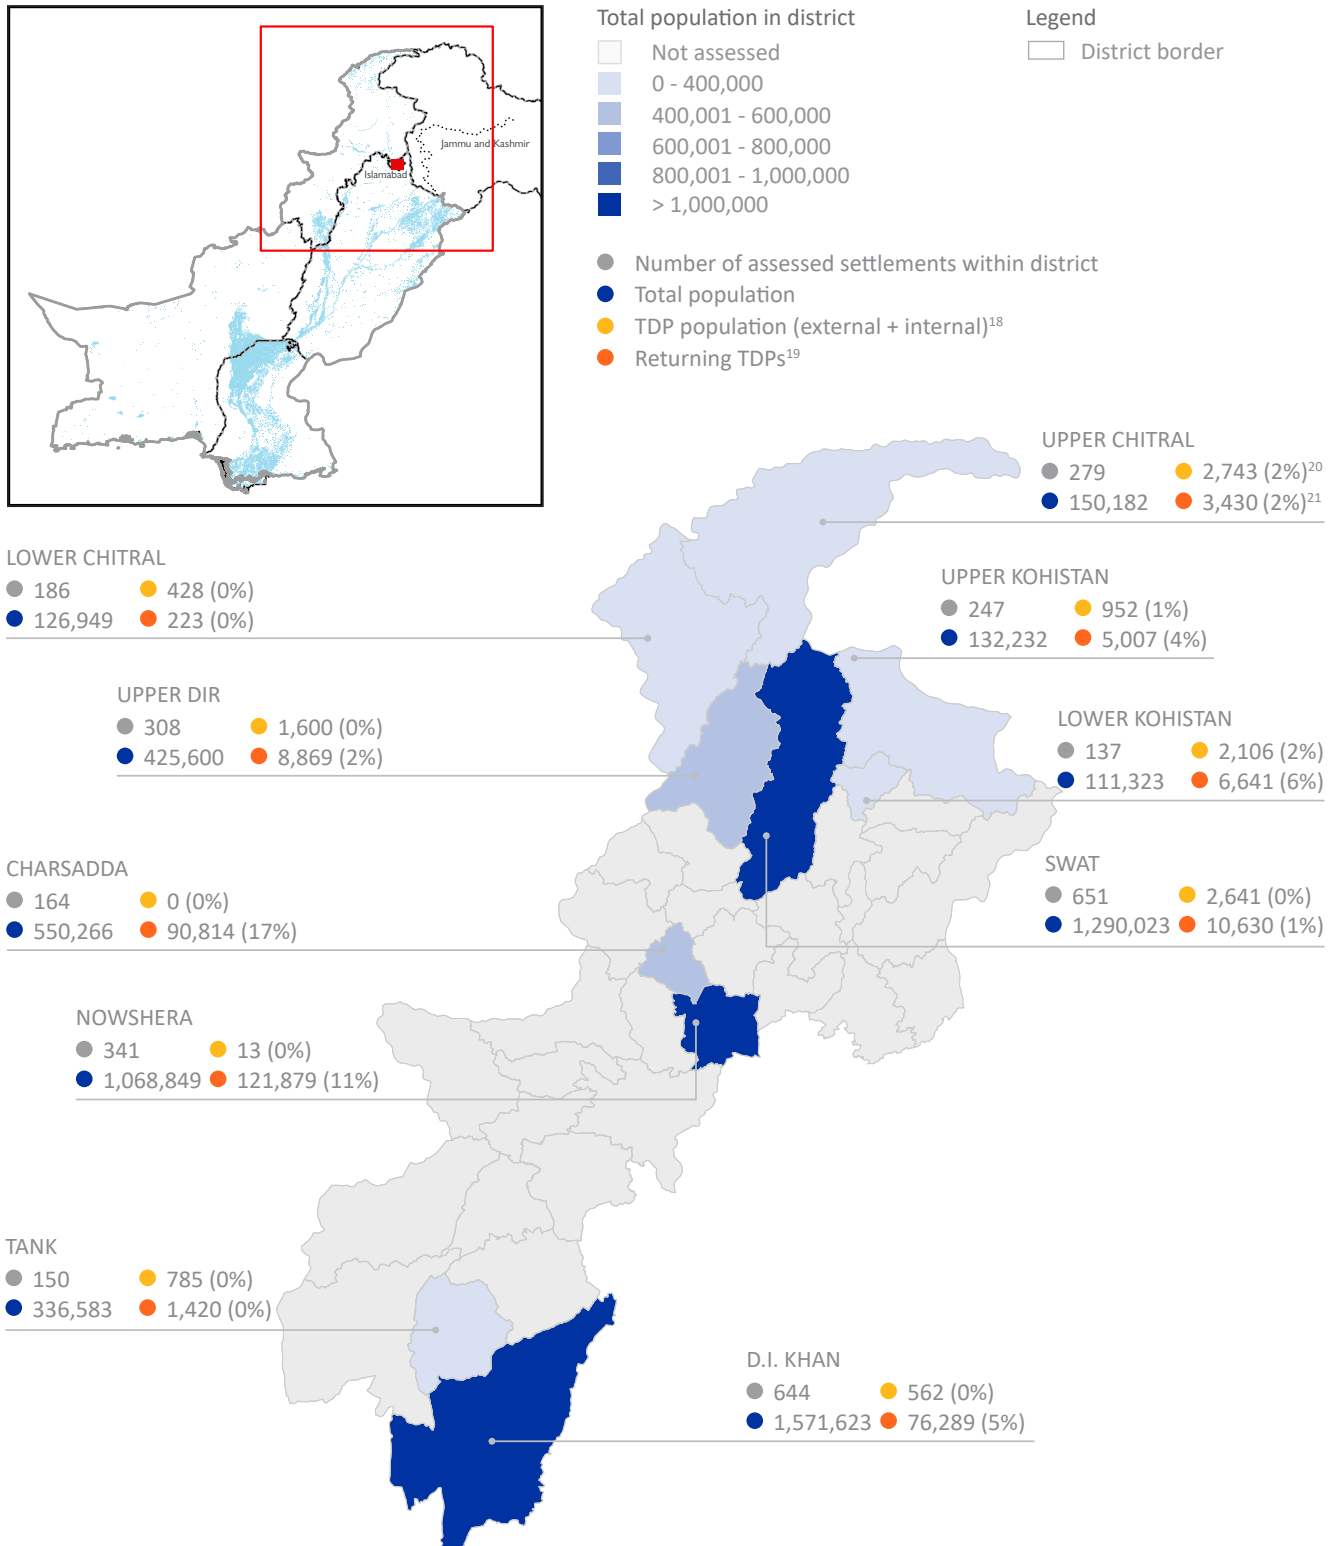 Jammu and Kashmir
Islamabad
Total population in district
Not assessed
0 - 400,000
400,001 - 600,000
600,001 - 800,000
800,001 - 1,000,000
> 1,000,000
Legend
District border
Number of assessed settlements within district
Total population
TDP population (external + internal)18
Returning TDPs19
UPPER CHITRAL
279 2,743 (2%)20
150,182 3,430 (2%)21
LOWER CHITRAL
186 428 (0%)
126,949 223 (0%)
UPPER KOHISTAN
247 952 (1%)
132,232 5,007 (4%)
UPPER DIR
308 1,600 (0%)
425,600 8,869 (2%)
LOWER KOHISTAN
137 2,106 (2%)
111,323 6,641 (6%)
CHARSADDA
164 0 (0%)
550,266 90,814 (17%)
SWAT
651 2,641 (0%)
1,290,023 10,630 (1%)
NOWSHERA
341 13 (0%)
1,068,849 121,879 (11%)
TANK
150 785 (0%)
336,583 1,420 (0%)
D.I. KHAN
644 562 (0%)
1,571,623 76,289 (5%)